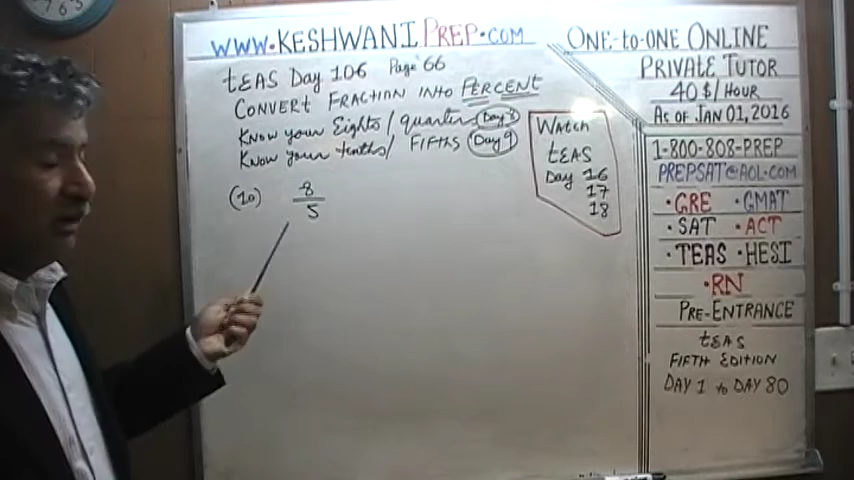 WWW.KESHWANIPREP.COM
tEAS Day 106 Page 66
CONVERT FRACTION INTO PERCENT
KNOW YOUR Eights/quarters Day 8
KNOW YOUR tenths/ FIFTHS Day 9
(10) 8
5
Watch
tEAS
Day 16
17
18
ONE-to-ONE ONLINE
PRIVATE TUTOR
40 $/HOUR
AS OF JAN 01, 2016
1-800-808-PREP
PREPSAT@AOL.COM
•GRE •GMAT
•SAT •ACT
•TEAS •HESI
•RN
PRE-ENTRANCE
tEAS
FIFTH EDITION
DAY 1 to DAY 80